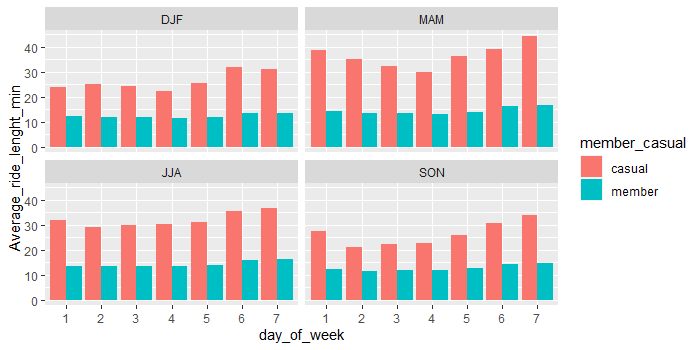 DJF
MAM
40
30
20
10
0
JJA
SON
40
30
20
10
0
1 2 3 4 5 6 7
1 2 3 4 5 6 7
day_of_week
Average_ride_lenght_min
member_casual
casual
member